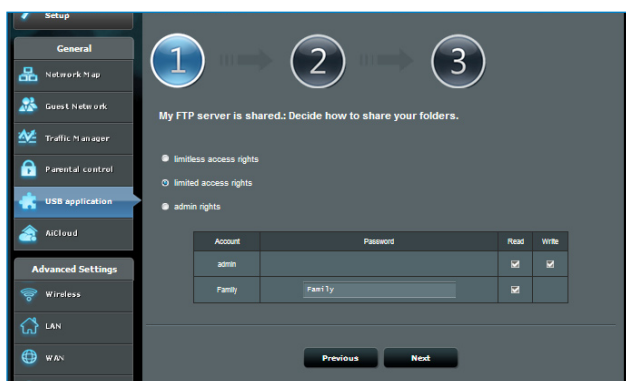 Setup
General
Network Map
Guest Network
Traffic Manager
Parental control
USB application
AiCloud
Advanced Settings
Wireless
LAN
WAN
1 2 3
My FTP server is shared.: Decide how to share your folders.
limitless access rights
limited access rights
admin rights
Account Password Read Write
admin
Family Family
Previous Next